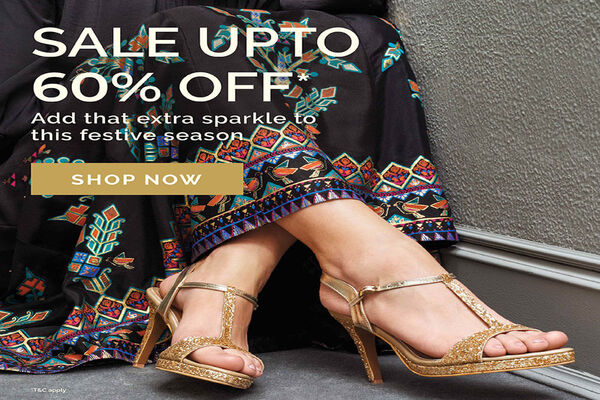 SALE UPTO
60% OFF*
Add that extra sparkle to
this festive season
SHOP NOW
*T&C apply